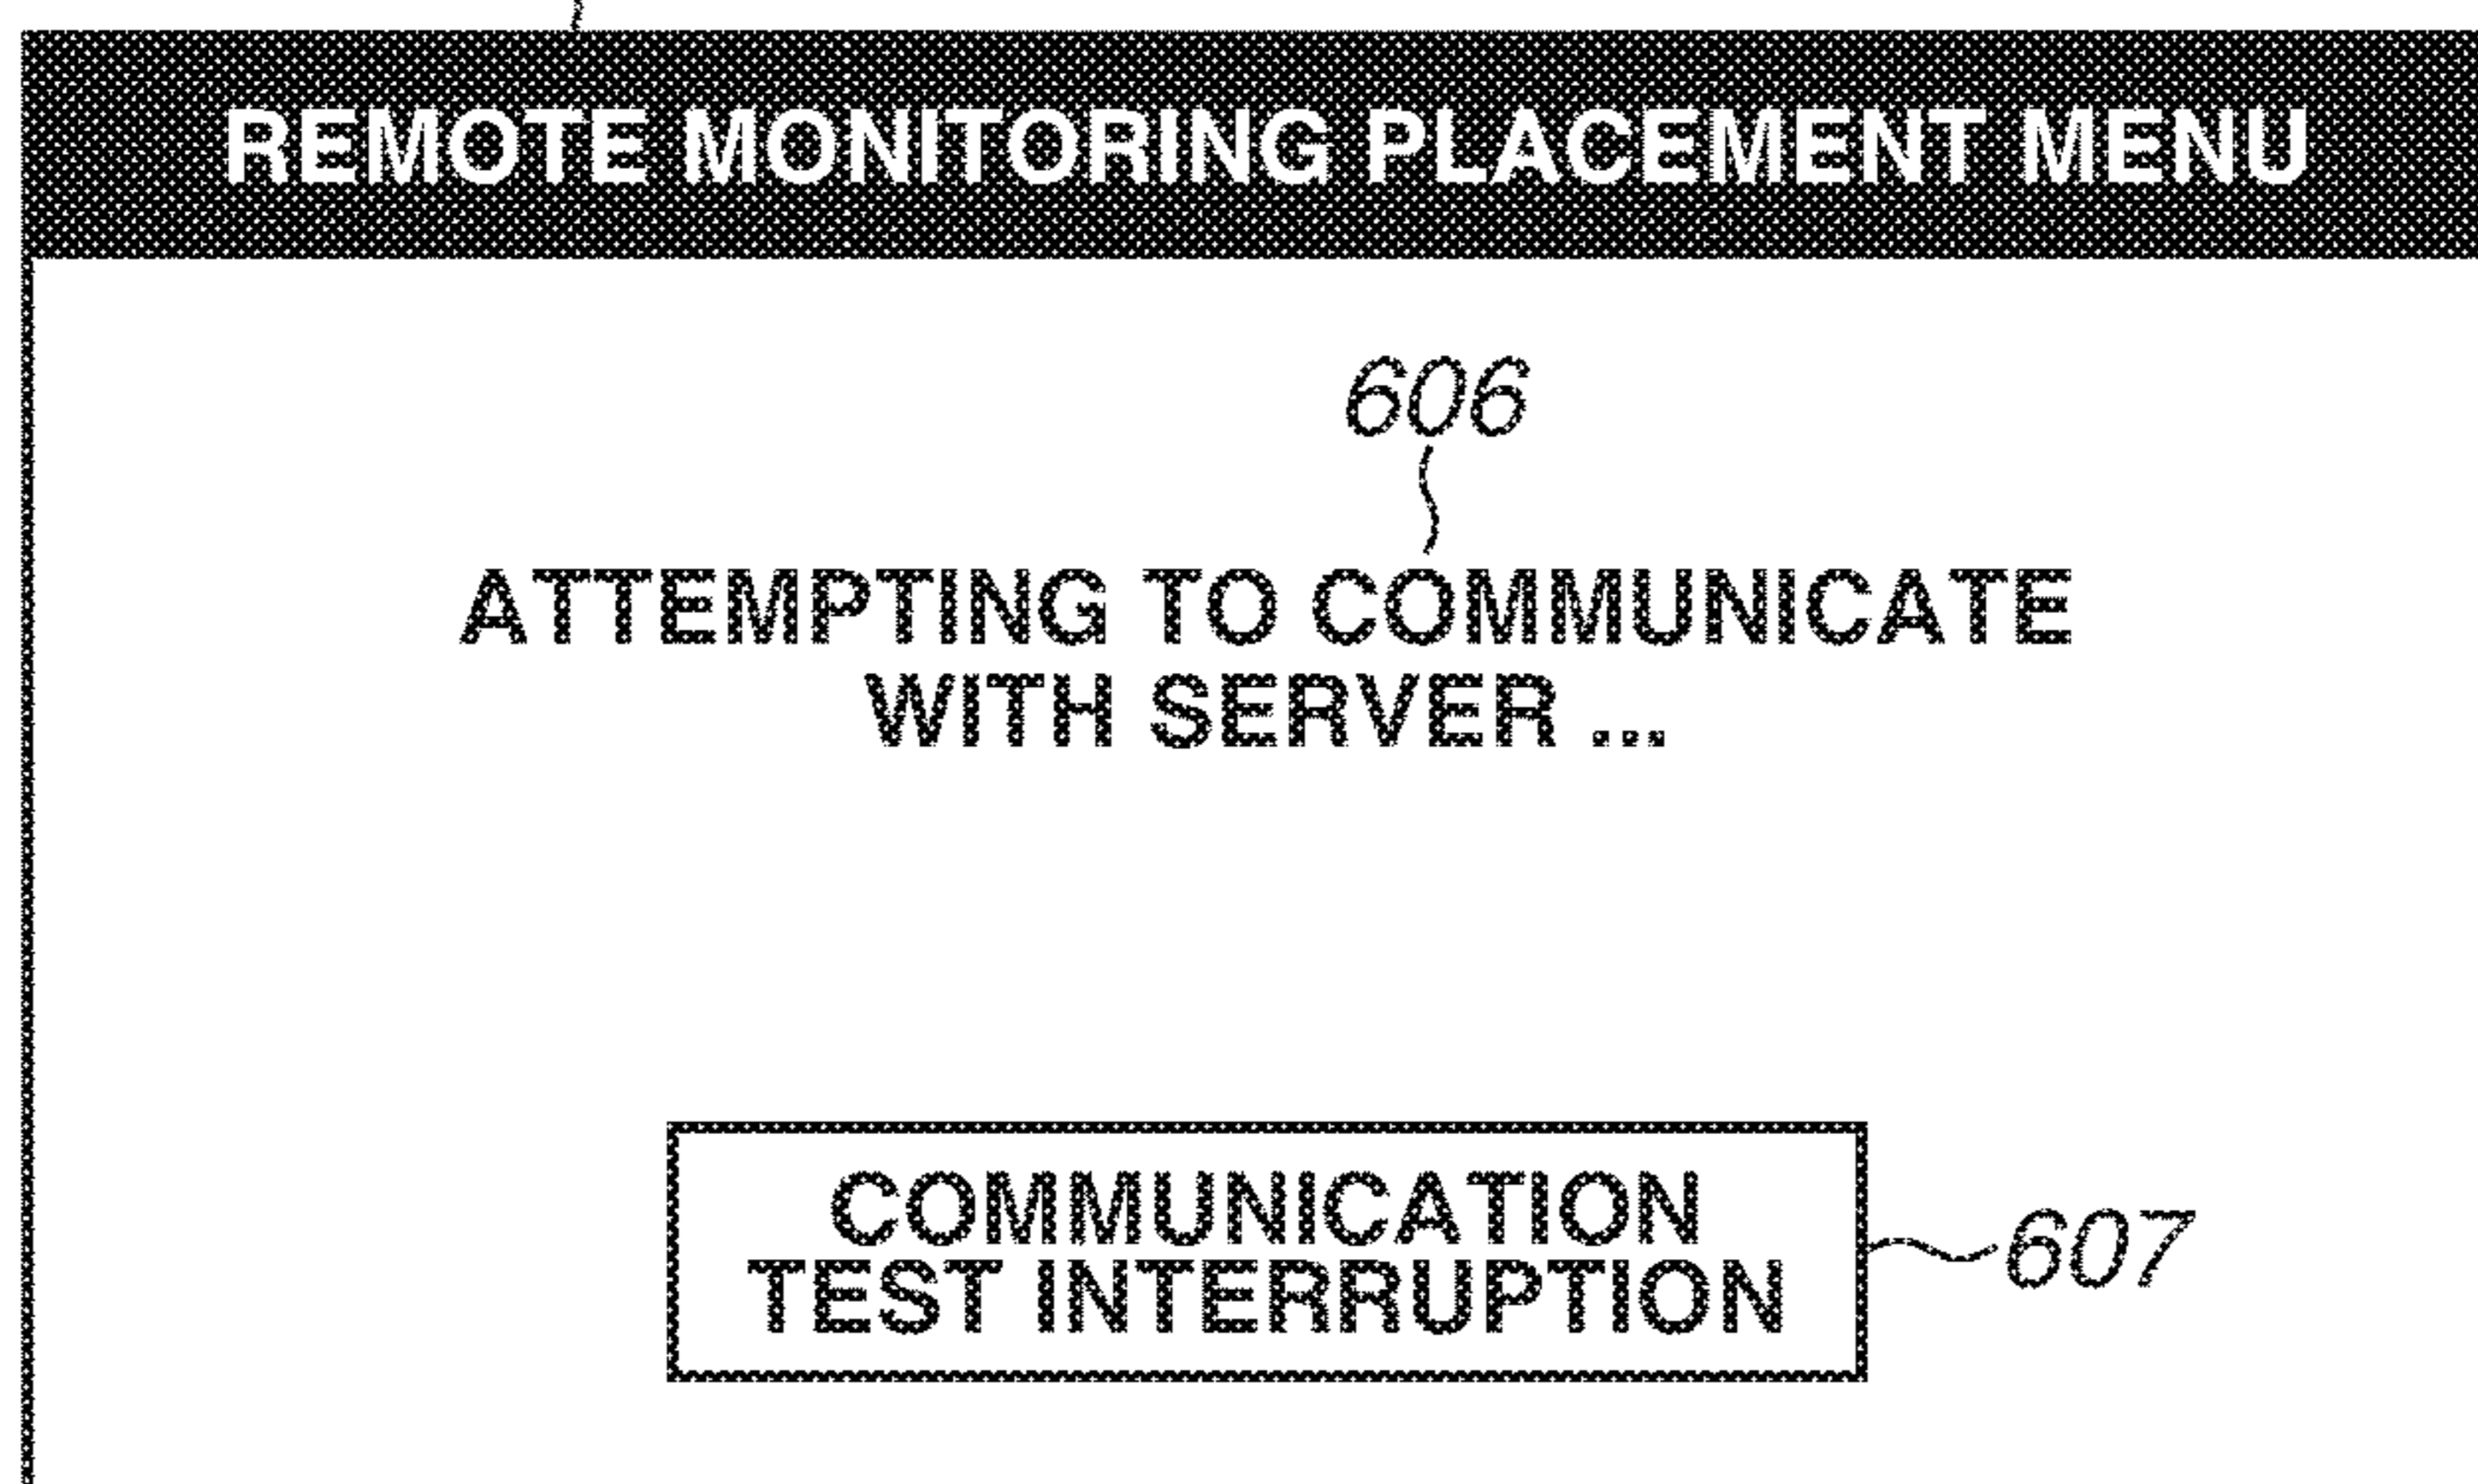 REMOTE MONITORING PLACEMENT MENU
606
ATTEMPTING TO COMMUNICATE
WITH SERVER ...
COMMUNICATION
TEST INTERRUPTION
607